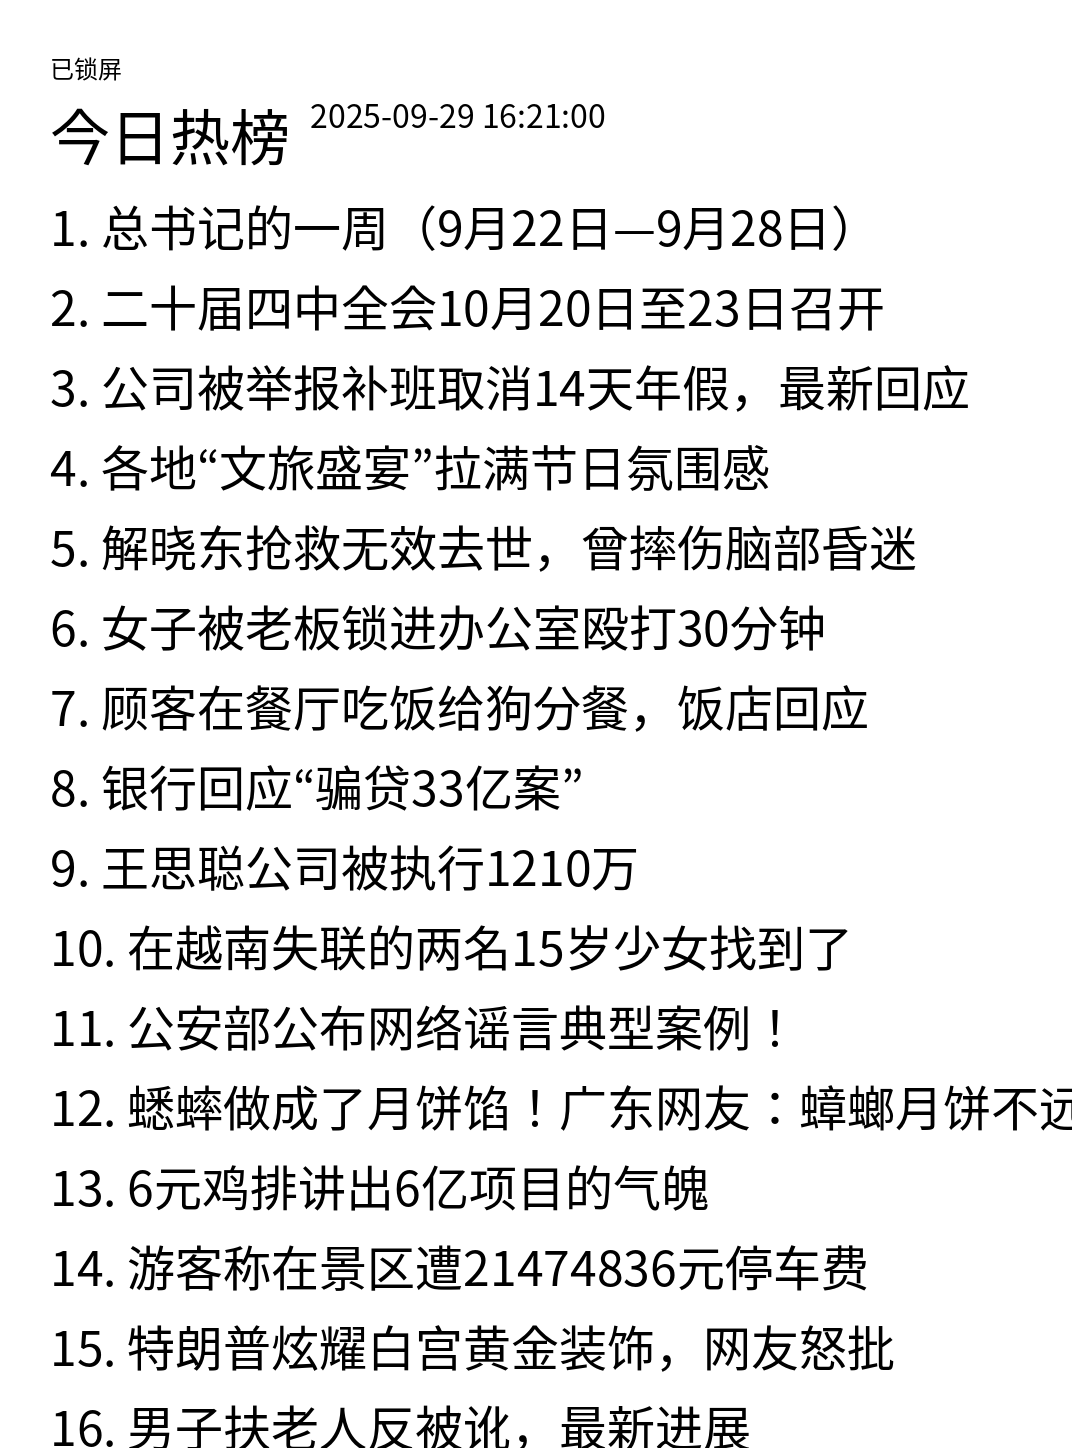 已锁屏
今日热榜 2025-09-29 16:21:00
1. 总书记的一周（9月22日—9月28日）
2. 二十届四中全会10月20日至23日召开
3. 公司被举报补班取消14天年假，最新回应
4. 各地“文旅盛宴”拉满节日氛围感
5. 解晓东抢救无效去世，曾摔伤脑部昏迷
6. 女子被老板锁进办公室殴打30分钟
7. 顾客在餐厅吃饭给狗分餐，饭店回应
8. 银行回应“骗贷33亿案”
9. 王思聪公司被执行1210万
10. 在越南失联的两名15岁少女找到了
11. 公安部公布网络谣言典型案例！
12. 蟋蟀做成了月饼馅！广东网友：蟑螂月饼不远
13. 6元鸡排讲出6亿项目的气魄
14. 游客称在景区遭21474836元停车费
15. 特朗普炫耀白宫黄金装饰，网友怒批
16. 男子扶老人反被讹，最新进展